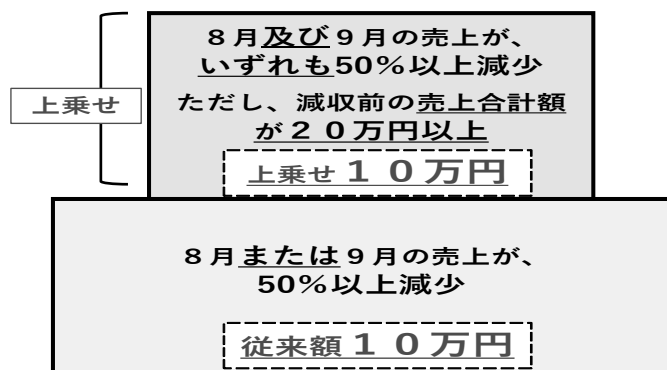 8月及び9月の売上が、
いずれも50%以上減少
ただし、減収前の売上合計額
が20万円以上
上乗せ
上乗せ10万円
8月または9月の売上が、
50%以上減少
従来額10万円